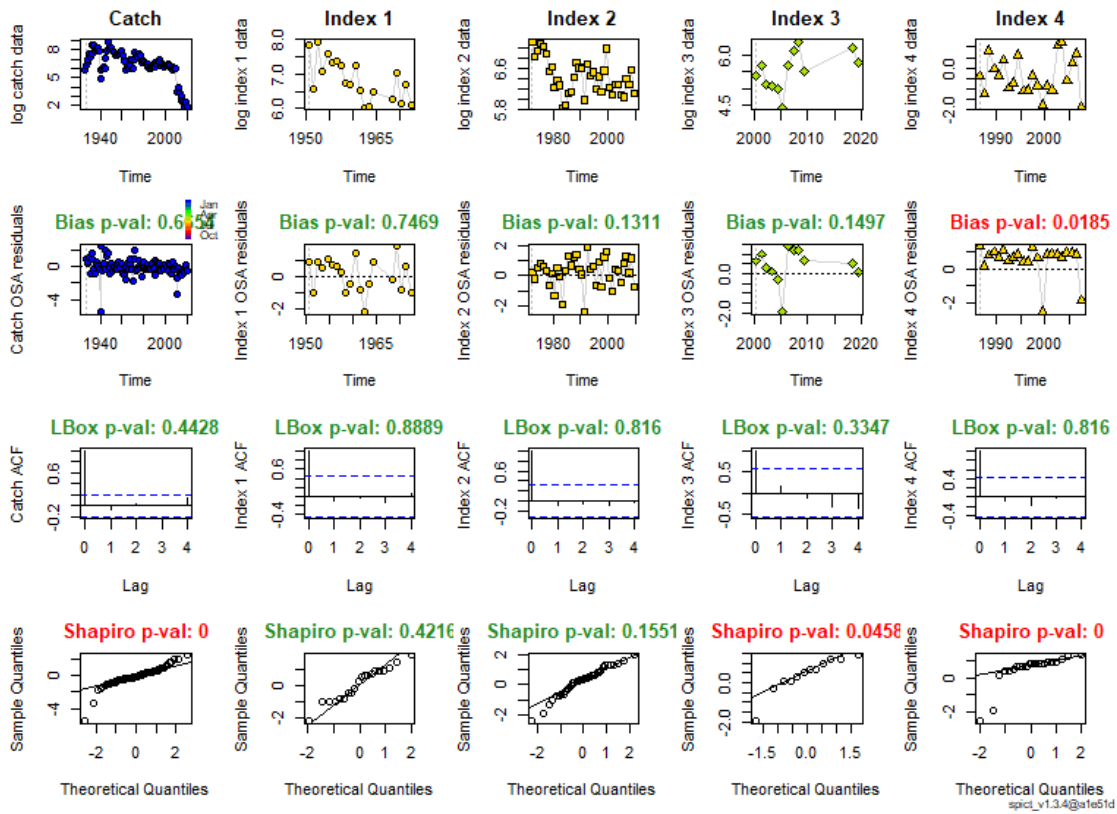 Catch Index 1 Index 2 Index 3 Index 4
log catch data 2 5 8 1940 2000 Time
log index 1 data 6.0 7.0 8.0 1950 1965 Time
log index 2 data 5.8 6.6 1980 2000 Time
log index 3 data 4.5 6.0 2000 2010 2020 Time
log index 4 data -2.0 0.0 1990 2000 Time
Jan
Oct
Bias p-val: 0.7469 Bias p-val: 0.1311 Bias p-val: 0.1497 Bias p-val: 0.0185
Catch OSA residuals 4 0 1940 2000 Time
Index 1 OSA residuals -2 0 1950 1965 Time
Index 2 OSA residuals -2 0 1 2 1980 2000 Time
Index 3 OSA residuals -2.0 0.0 2000 2010 2020 Time
Index 4 OSA residuals -2 0 1990 2000 Time
LBox p-val: 0.4428 LBox p-val: 0.8889 LBox p-val: 0.816 LBox p-val: 0.3347 LBox p-val: 0.816
Catch ACF -0.2 0.6 0 1 2 3 4 Lag
Index 1 ACF -0.4 0.6 0 1 2 3 4 Lag
Index 2 ACF -0.2 0.6 0 1 2 3 4 Lag
Index 3 ACF -0.5 0.5 0 1 2 3 4 Lag
Index 4 ACF -0.4 0.4 0 1 2 3 4 Lag
Shapiro p-val: 0 Shapiro p-val: 0.4216 Shapiro p-val: 0.1551 Shapiro p-val: 0.0458 Shapiro p-val: 0
Sample Quantiles -4 0 -2 0 2 Theoretical Quantiles
Sample Quantiles -2 0 -2 0 1 2 Theoretical Quantiles
Sample Quantiles -2 0 2 -2 0 1 2 Theoretical Quantiles
Sample Quantiles -2.0 0.0 -1.5 0.0 1.5 Theoretical Quantiles
Sample Quantiles -2 0 -2 0 1 2 Theoretical Quantiles
spict_v1.3.4@a1e51d